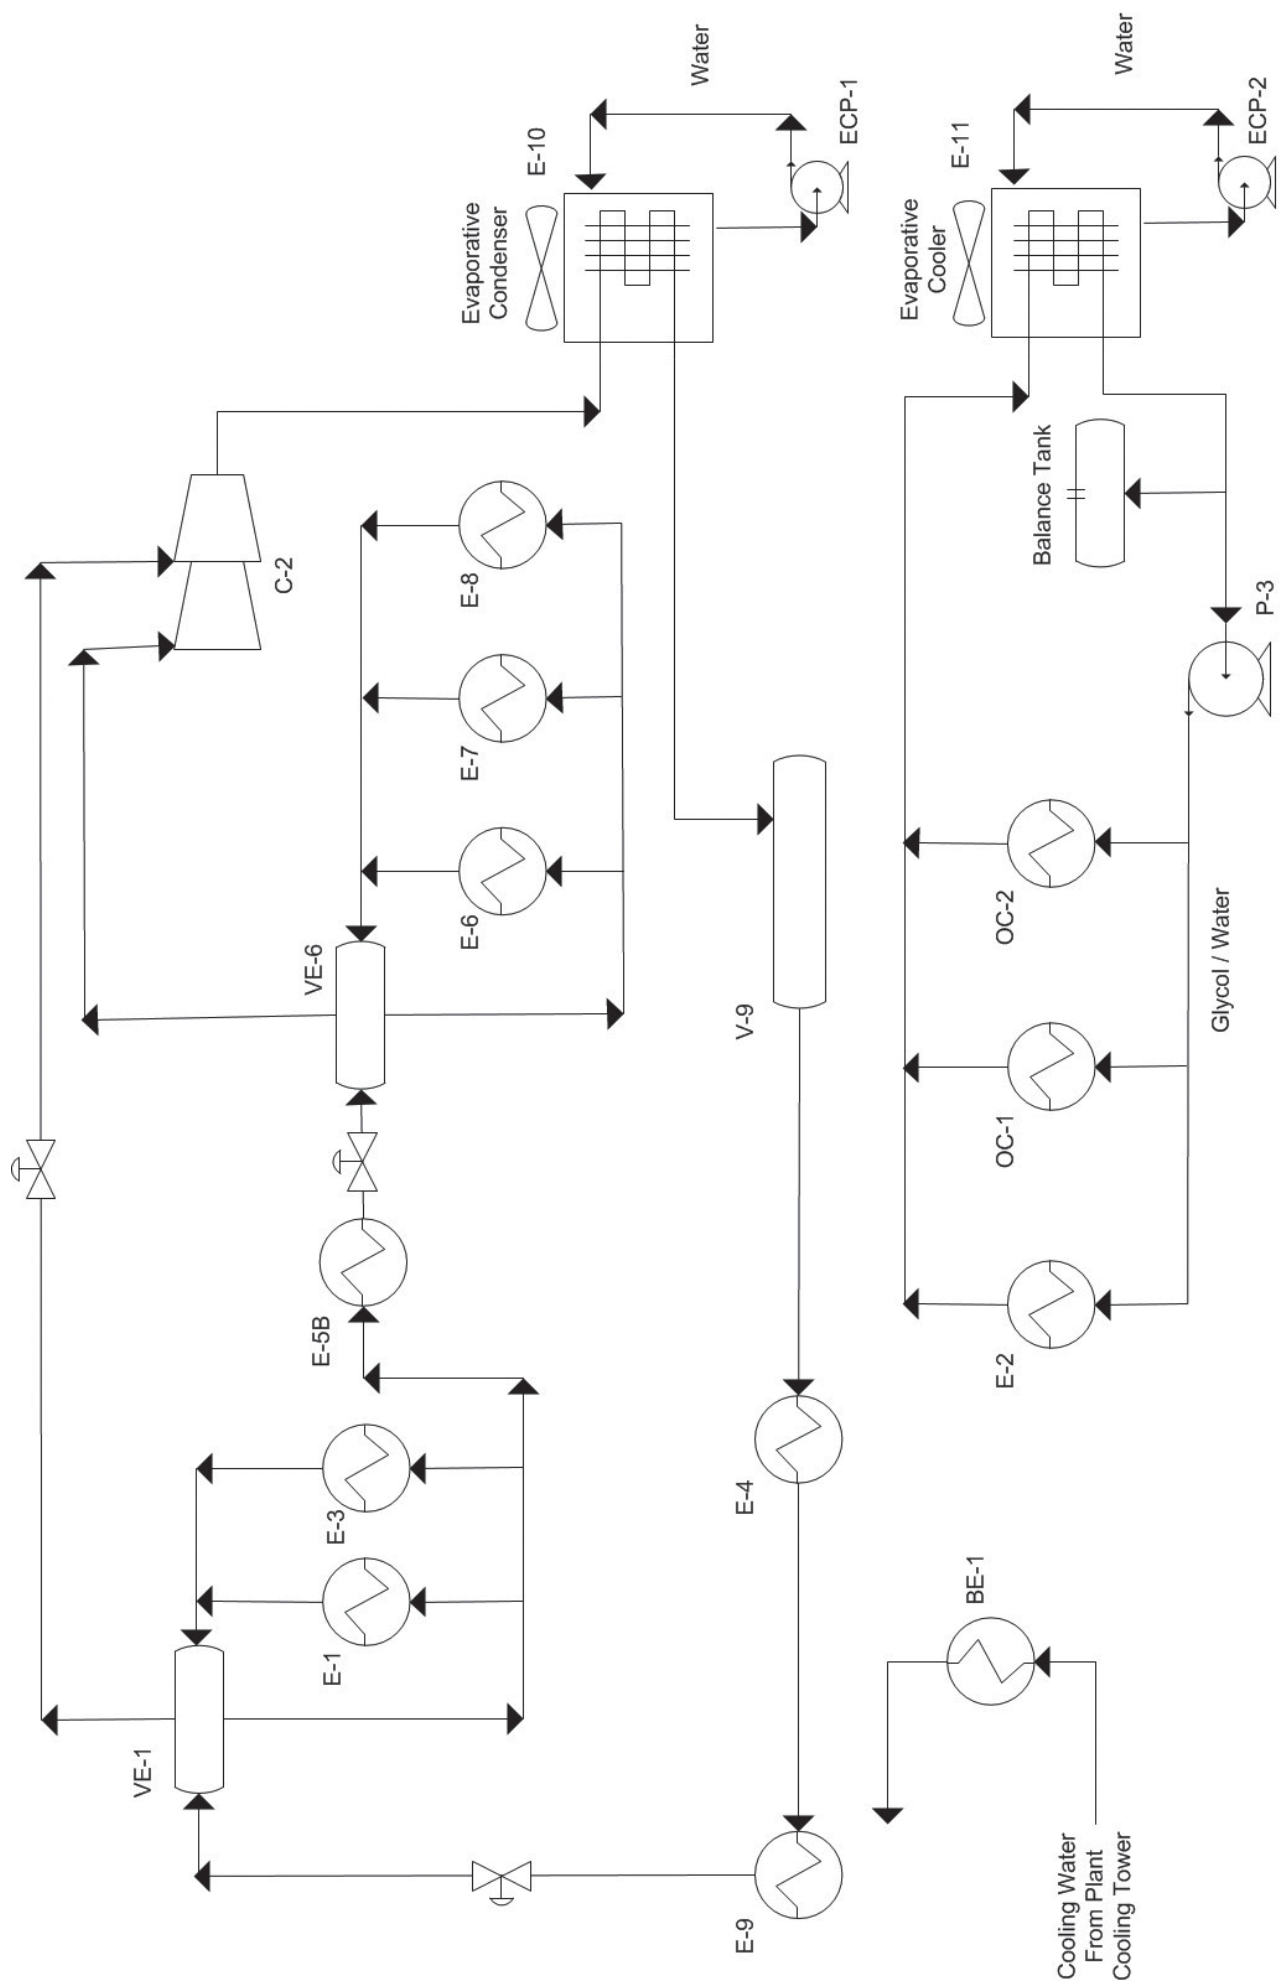 VE-1
E-1
E-3
E-5B
VE-6
C-2
E-6
E-7
E-8
Evaporative
Condenser
E-10
Water
ECP-1
E-9
E-4
V-9
Cooling Water
From Plant
Cooling Tower
BE-1
E-2
OC-1
OC-2
Glycol / Water
P-3
Balance Tank
Evaporative
Cooler
E-11
Water
ECP-2